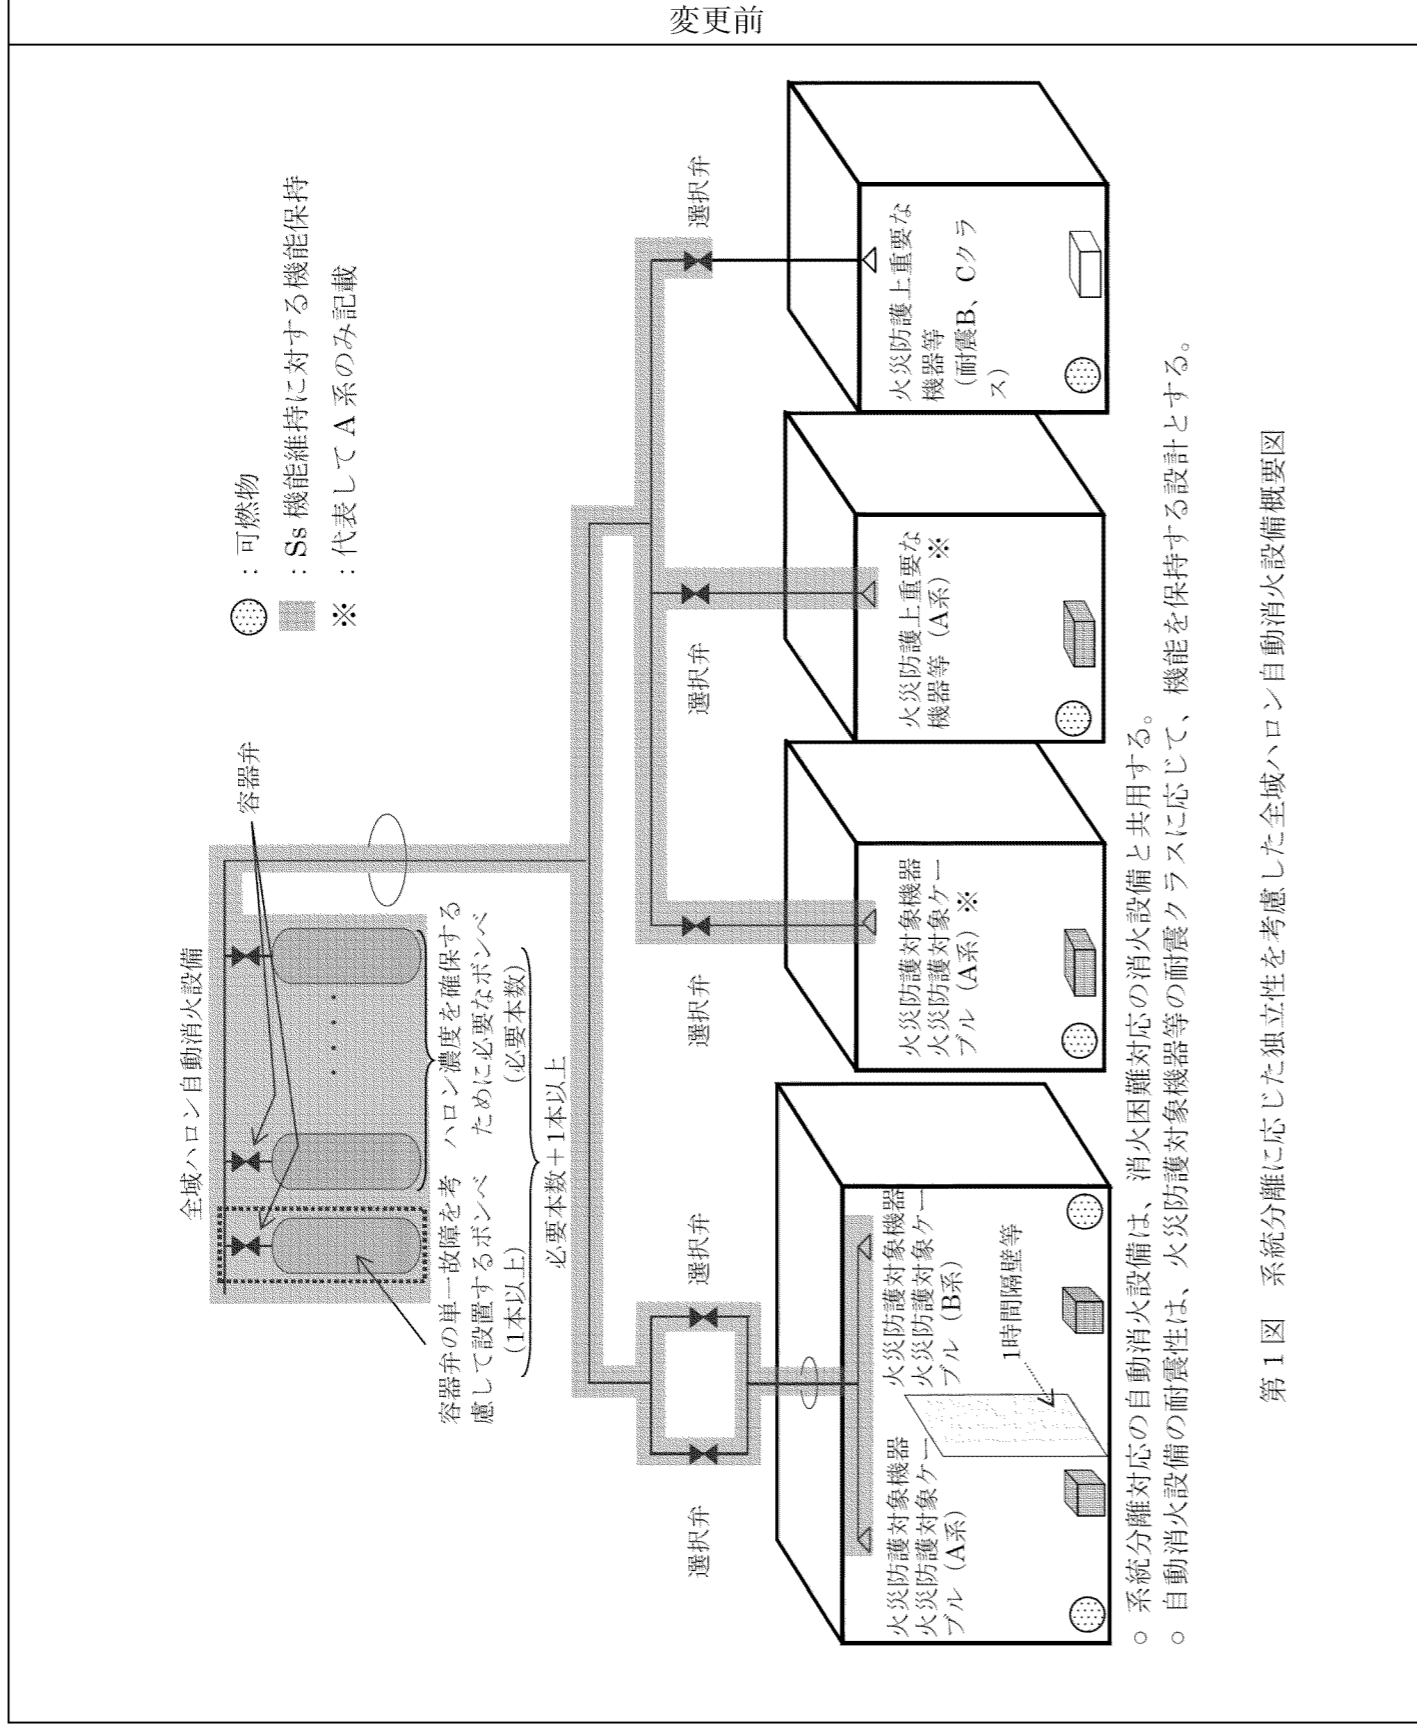 変更前
全域ハロン自動消火設備
容器弁
：可燃物
：Ss 機能維持に対する機能保持
※：代表して A 系のみ記載
容器弁の単一故障を考
慮して設置するボンベ
（1本以上）
ハロン濃度を確保する
ために必要なボンベ
（必要本数）
必要本数＋1本以上
選択弁
選択弁
選択弁
選択弁
選択弁
火災防護対象機器
火災防護対象ケー
ブル（A系）
火災防護対象機器
火災防護対象ケー
ブル（B系）
1時間隔壁等
火災防護対象機器
火災防護対象ケー
ブル（A系）※
火災防護上重要な
機器等（A系）※
火災防護上重要な
機器等
（耐震B、Cクラ
ス）
○ 系統分離対応の自動消火設備は、消火困難対応の消火設備と共用する。
○ 自動消火設備の耐震性は、火災防護対象機器等の耐震クラスに応じて、機能を保持する設計とする。
第１図　系統分離に応じた独立性を考慮した全域ハロン自動消火設備概要図